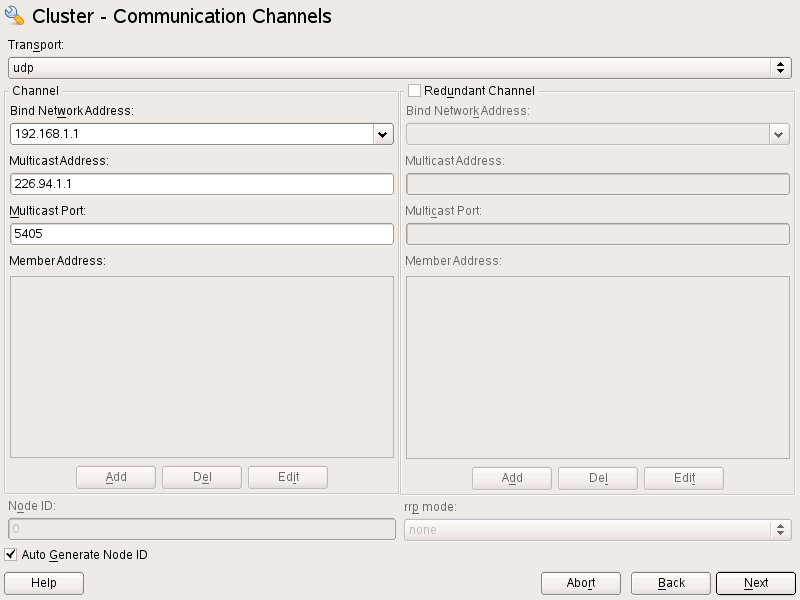 Cluster - Communication Channels
Transport:
udp
Channel
Bind Network Address:
192.168.1.1
Multicast Address:
226.94.1.1
Multicast Port:
5405
Member Address:
Add Del Edit
Redundant Channel
Bind Network Address:
Multicast Address:
Multicast Port:
Member Address:
Add Del Edit
Node ID:
0
rrp mode:
none
Auto Generate Node ID
Help Abort Back Next